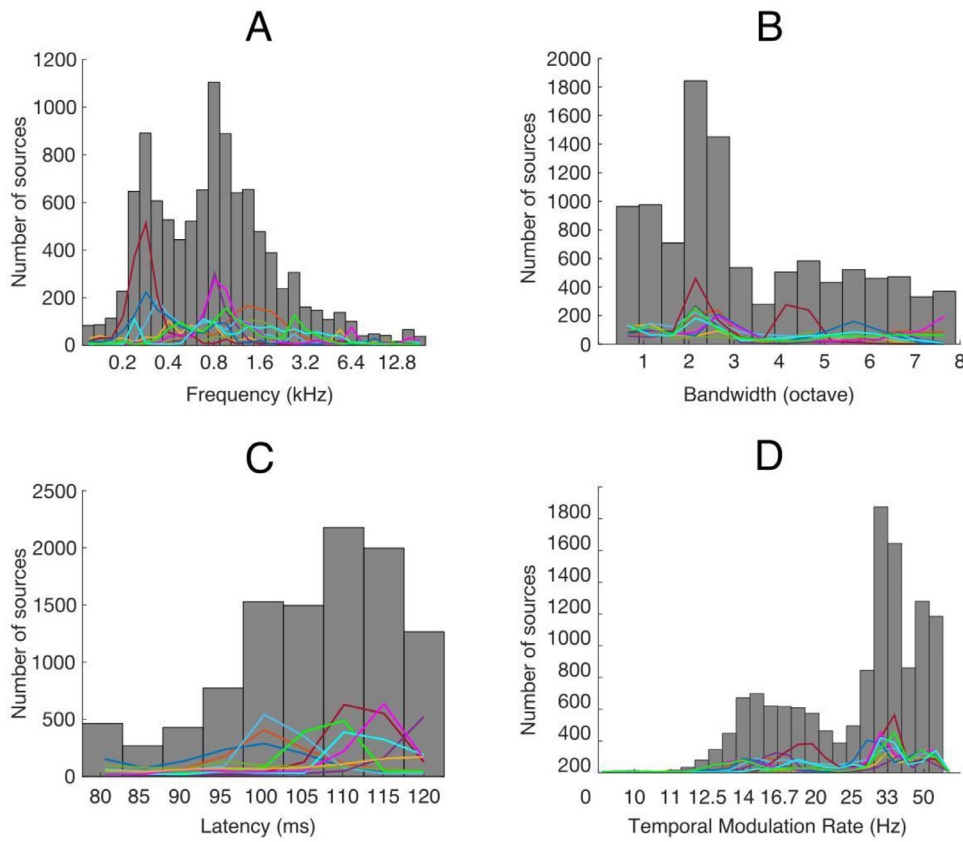 A
1200
1000
800
600
400
200
0
Number of sources
0.2 0.4 0.8 1.6 3.2 6.4 12.8
Frequency (kHz)
B
2000
1800
1600
1400
1200
1000
800
600
400
200
0
Number of sources
1 2 3 4 5 6 7 8
Bandwidth (octave)
C
2500
2000
1500
1000
500
0
Number of sources
80 85 90 95 100 105 110 115 120
Latency (ms)
D
1800
1600
1400
1200
1000
800
600
400
200
Number of sources
0 10 11 12.5 14 16.7 20 25 33 50
Temporal Modulation Rate (Hz)